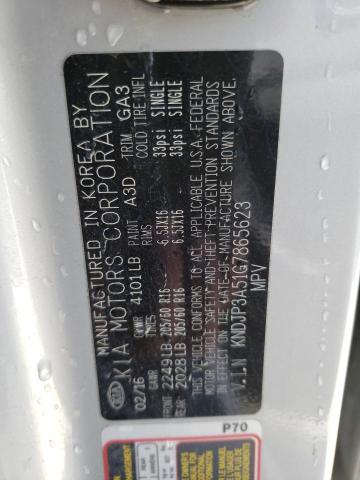 MANUFACTURED IN KOREA BY
KIA KIA MOTORS CORPORATION
02/16 GVWR 4101LB PAINT A3D TRIM GA3
GAWR TIRES RIMS COLD TIRE INFL
FRONT 2249LB 205/60 R16 6.5JX16 33psi SINGLE
REAR 2028LB 205/60 R16 6.5JX16 33psi SINGLE
THIS VEHICLE CONFORMS TO ALL APPLICABLE U.S.A. FEDERAL
MOTOR VEHICLE SAFETY AND THEFT PREVENTION STANDARDS
IN EFFECT ON THE DATE OF MANUFACTURE SHOWN ABOVE.
V.I.N KNDJP3A51G7865623
MPV
P70